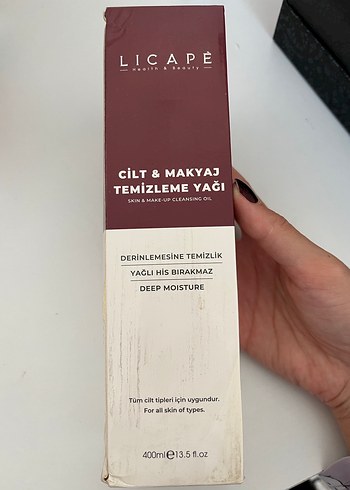 LICAPÈ
Health & Beauty
CİLT & MAKYAJ
TEMİZLEME YAĞI
SKIN & MAKE-UP CLEANSING OIL
DERİNLEMESİNE TEMİZLİK
YAĞLI HİS BIRAKMAZ
DEEP MOISTURE
Tüm cilt tipleri için uygundur.
For all skin of types.
400ml℮13.5 fl.oz